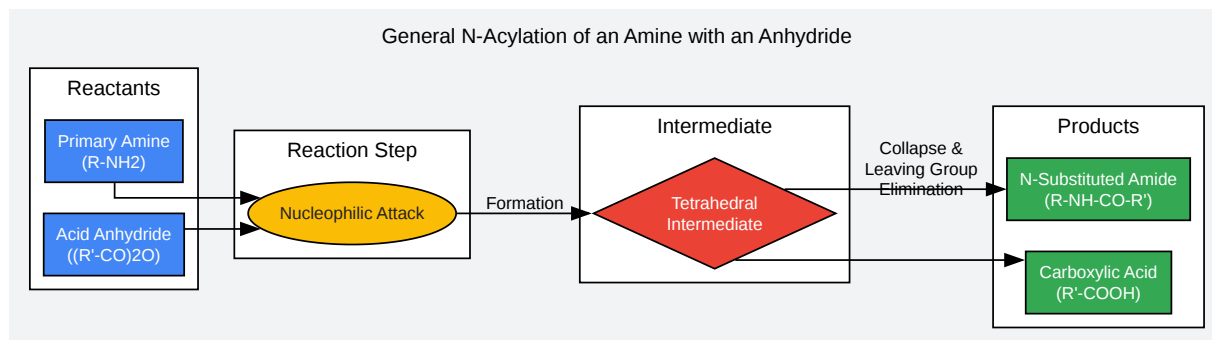 General N-Acylation of an Amine with an Anhydride
Reactants
Primary Amine
(R-NH2)
Acid Anhydride
((R'-CO)2O)
Reaction Step
Nucleophilic Attack
Formation
Intermediate
Tetrahedral
Intermediate
Collapse &
Leaving Group
Elimination
Products
N-Substituted Amide
(R-NH-CO-R')
Carboxylic Acid
(R'-COOH)